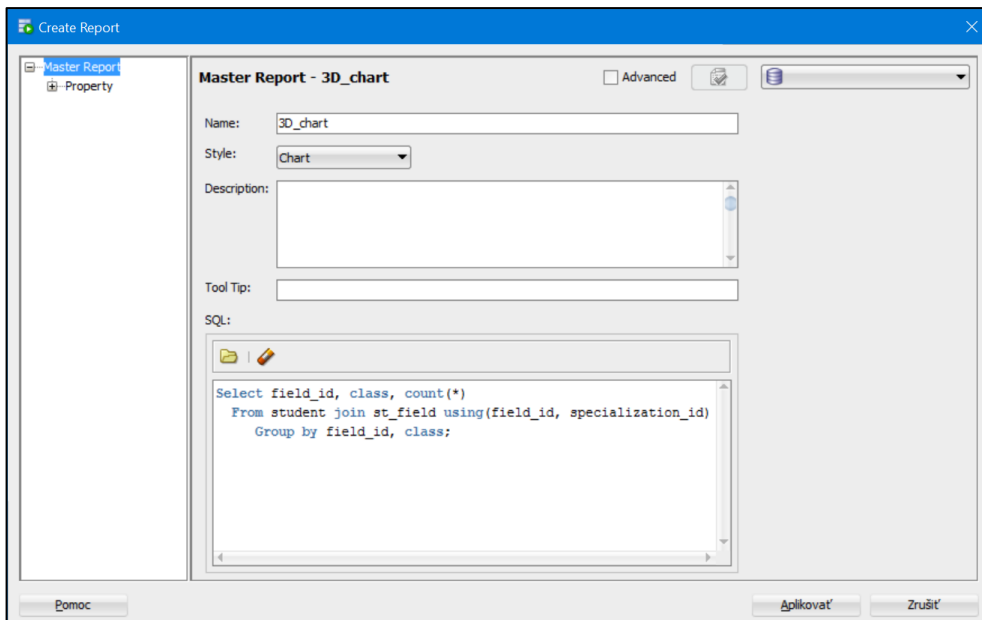 Create Report
Master Report
Property
Master Report - 3D_chart
Advanced
Name:
3D_chart
Style:
Chart
Description:
Tool Tip:
SQL:
Select field_id, class, count(*)
From student join st_field using(field_id, specialization_id)
Group by field_id, class;
Pomoc
Aplikovať
Zrušiť